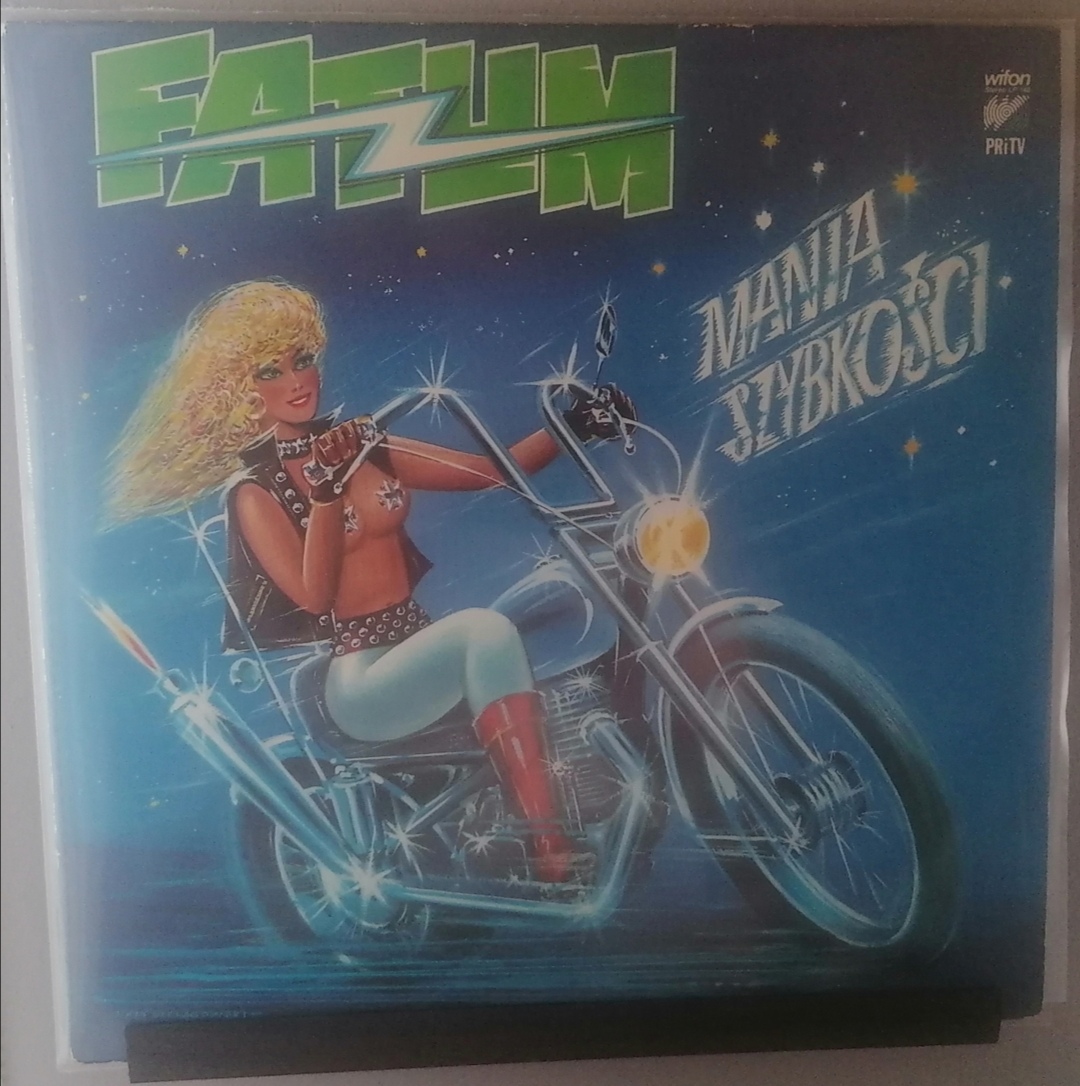 FATUM
wifon
PRiTV
MANIA
SZYBKOŚCI